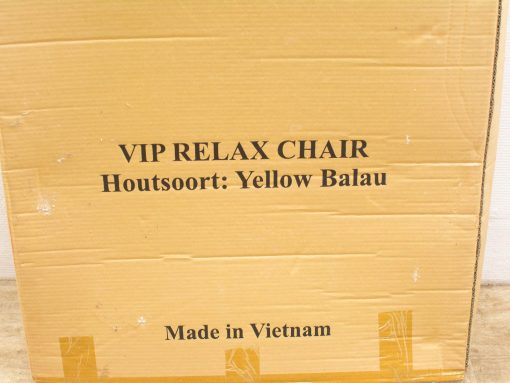 VIP RELAX CHAIR
Houtsoort: Yellow Balau
Made in Vietnam